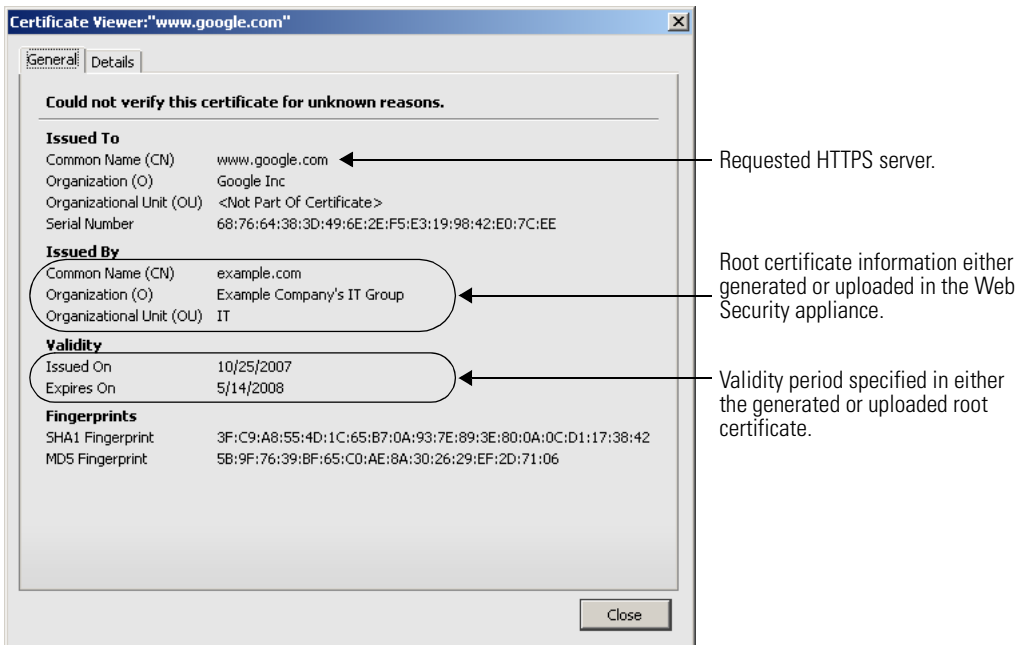 Certificate Viewer:"www.google.com"
General
Details
Could not verify this certificate for unknown reasons.
Issued To
Common Name (CN) www.google.com
Organization (O) Google Inc
Organizational Unit (OU) <Not Part Of Certificate>
Serial Number 68:76:64:38:3D:49:6E:2E:F5:E3:19:98:42:E0:7C:EE
Issued By
Common Name (CN) example.com
Organization (O) Example Company's IT Group
Organizational Unit (OU) IT
Validity
Issued On 10/25/2007
Expires On 5/14/2008
Fingerprints
SHA1 Fingerprint 3F:C9:A8:55:4D:1C:65:B7:0A:93:7E:89:3E:80:0A:0C:D1:17:38:42
MD5 Fingerprint 5B:9F:76:39:BF:65:C0:AE:8A:30:26:29:EF:2D:71:06
Close
Requested HTTPS server.
Root certificate information either
generated or uploaded in the Web
Security appliance.
Validity period specified in either
the generated or uploaded root
certificate.